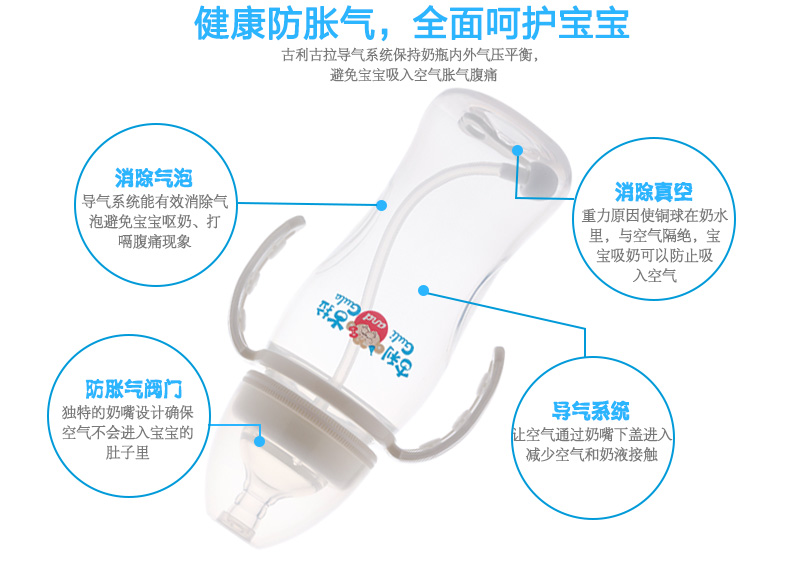 健康防胀气，全面呵护宝宝
古利古拉导气系统保持奶瓶内外气压平衡，
避免宝宝吸入空气胀气腹痛
消除气泡
导气系统能有效消除气
泡避免宝宝呕奶、打
嗝腹痛现象
消除真空
重力原因使铜球在奶水
里，与空气隔绝，宝
宝吸奶可以防止吸
入空气
古利
Guli
and
古拉
Gula
防胀气阀门
独特的奶嘴设计确保
空气不会进入宝宝的
肚子里
导气系统
让空气通过奶嘴下盖进入
减少空气和奶液接触